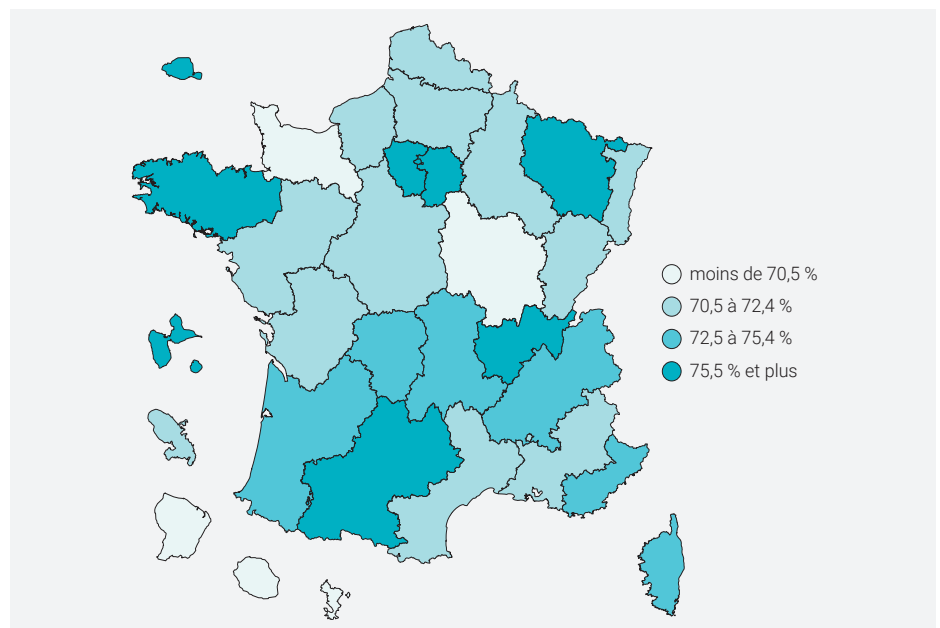 moins de 70,5 %
70,5 à 72,4 %
72,5 à 75,4 %
75,5 % et plus